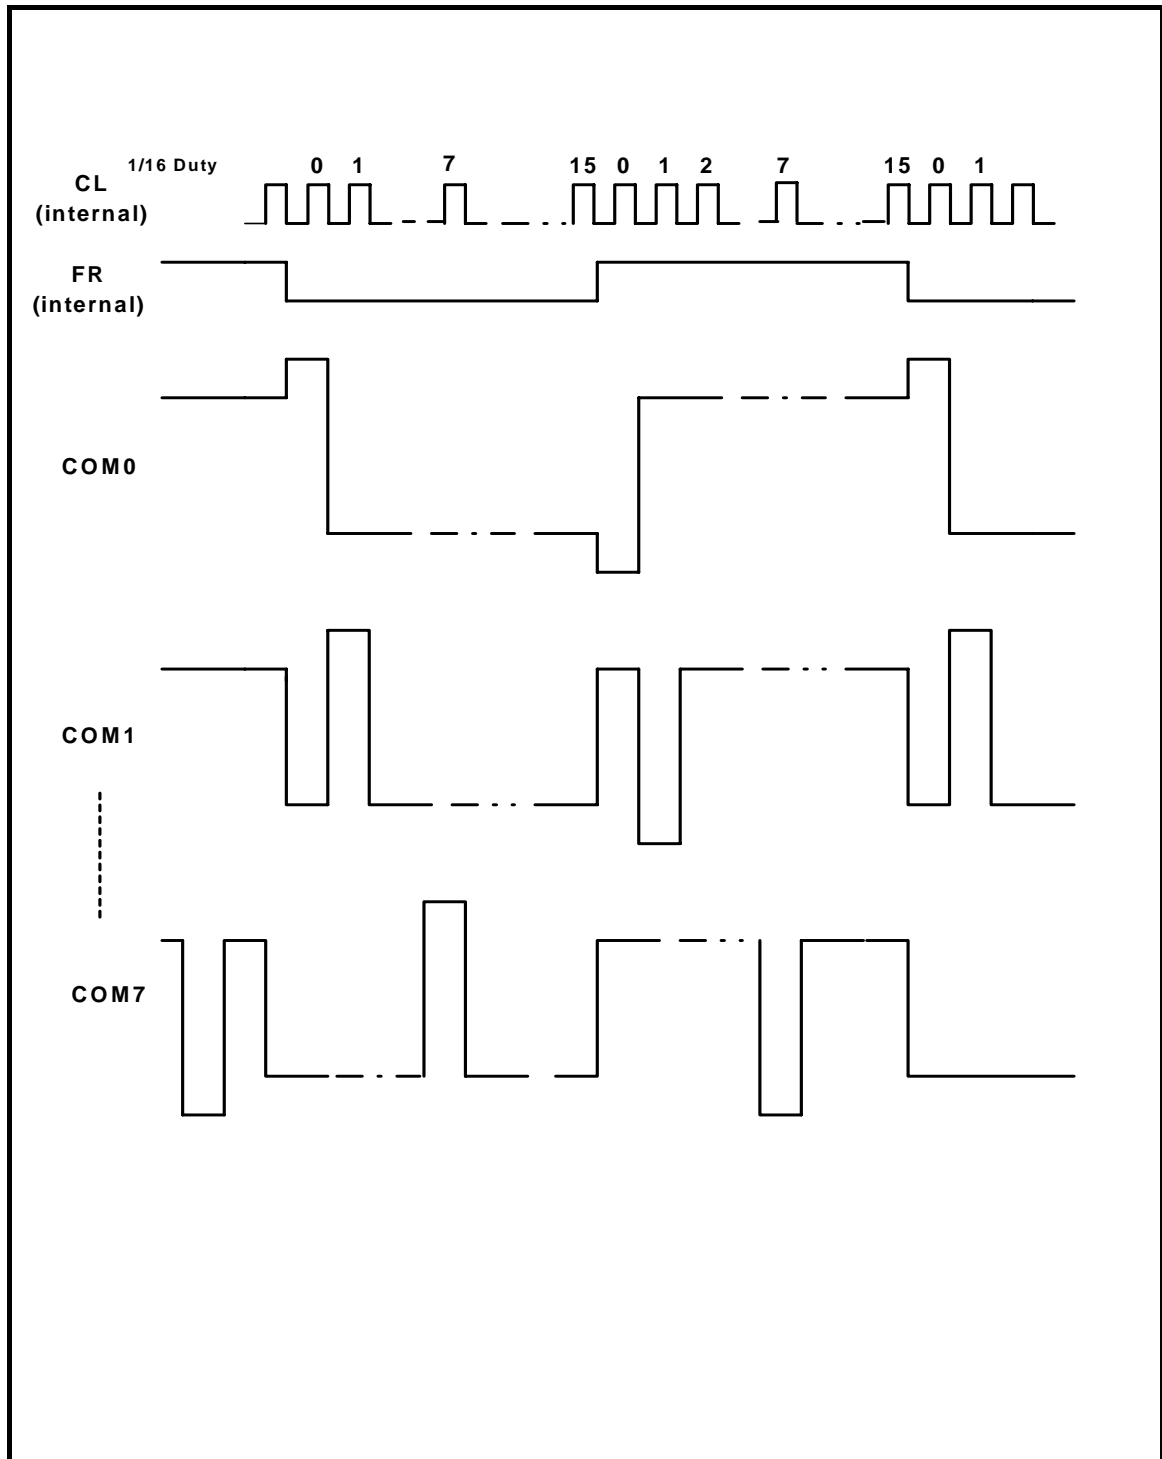 1/16 Duty 0 1 7 15 0 1 2 7 15 0 1
CL
(internal)
FR
(internal)
COM0
COM1
COM7